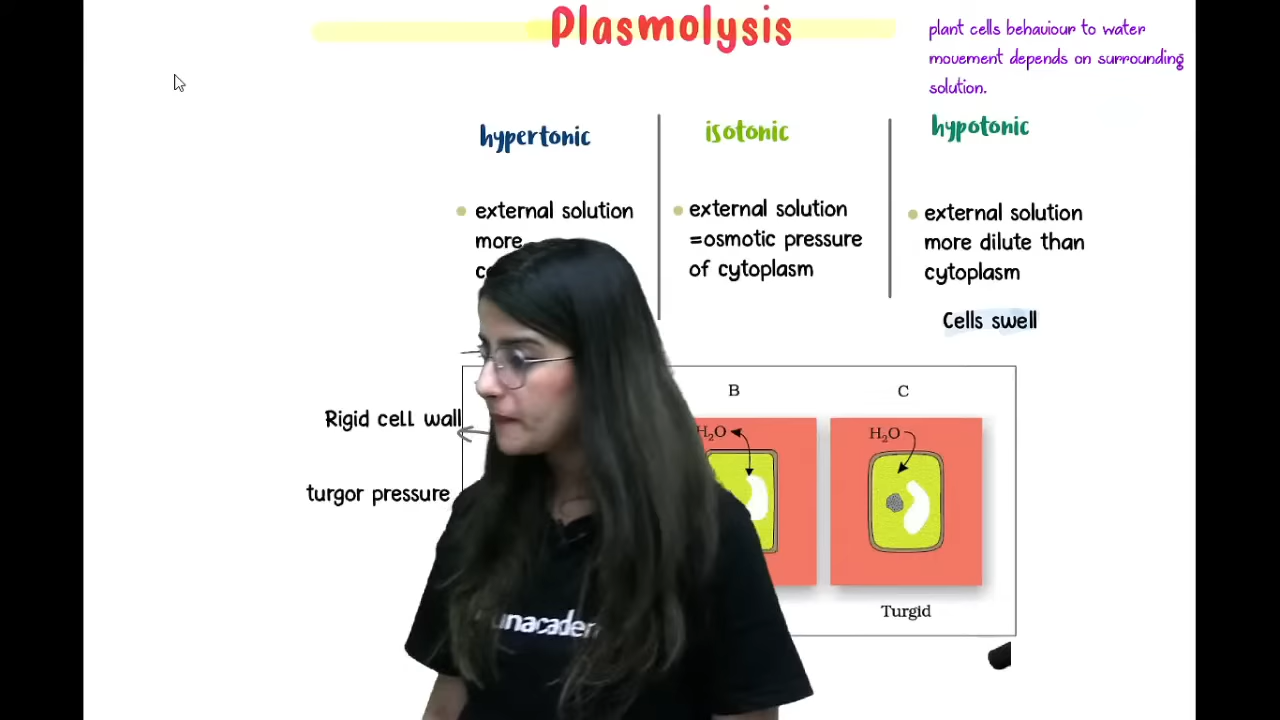 Plasmolysis
plant cells behaviour to water
movement depends on surrounding
solution.
hypertonic
external solution
more
isotonic
external solution
=osmotic pressure
of cytoplasm
hypotonic
external solution
more dilute than
cytoplasm
Cells swell
Rigid cell wall
turgor pressure
B
H₂O
C
H₂O
Turgid